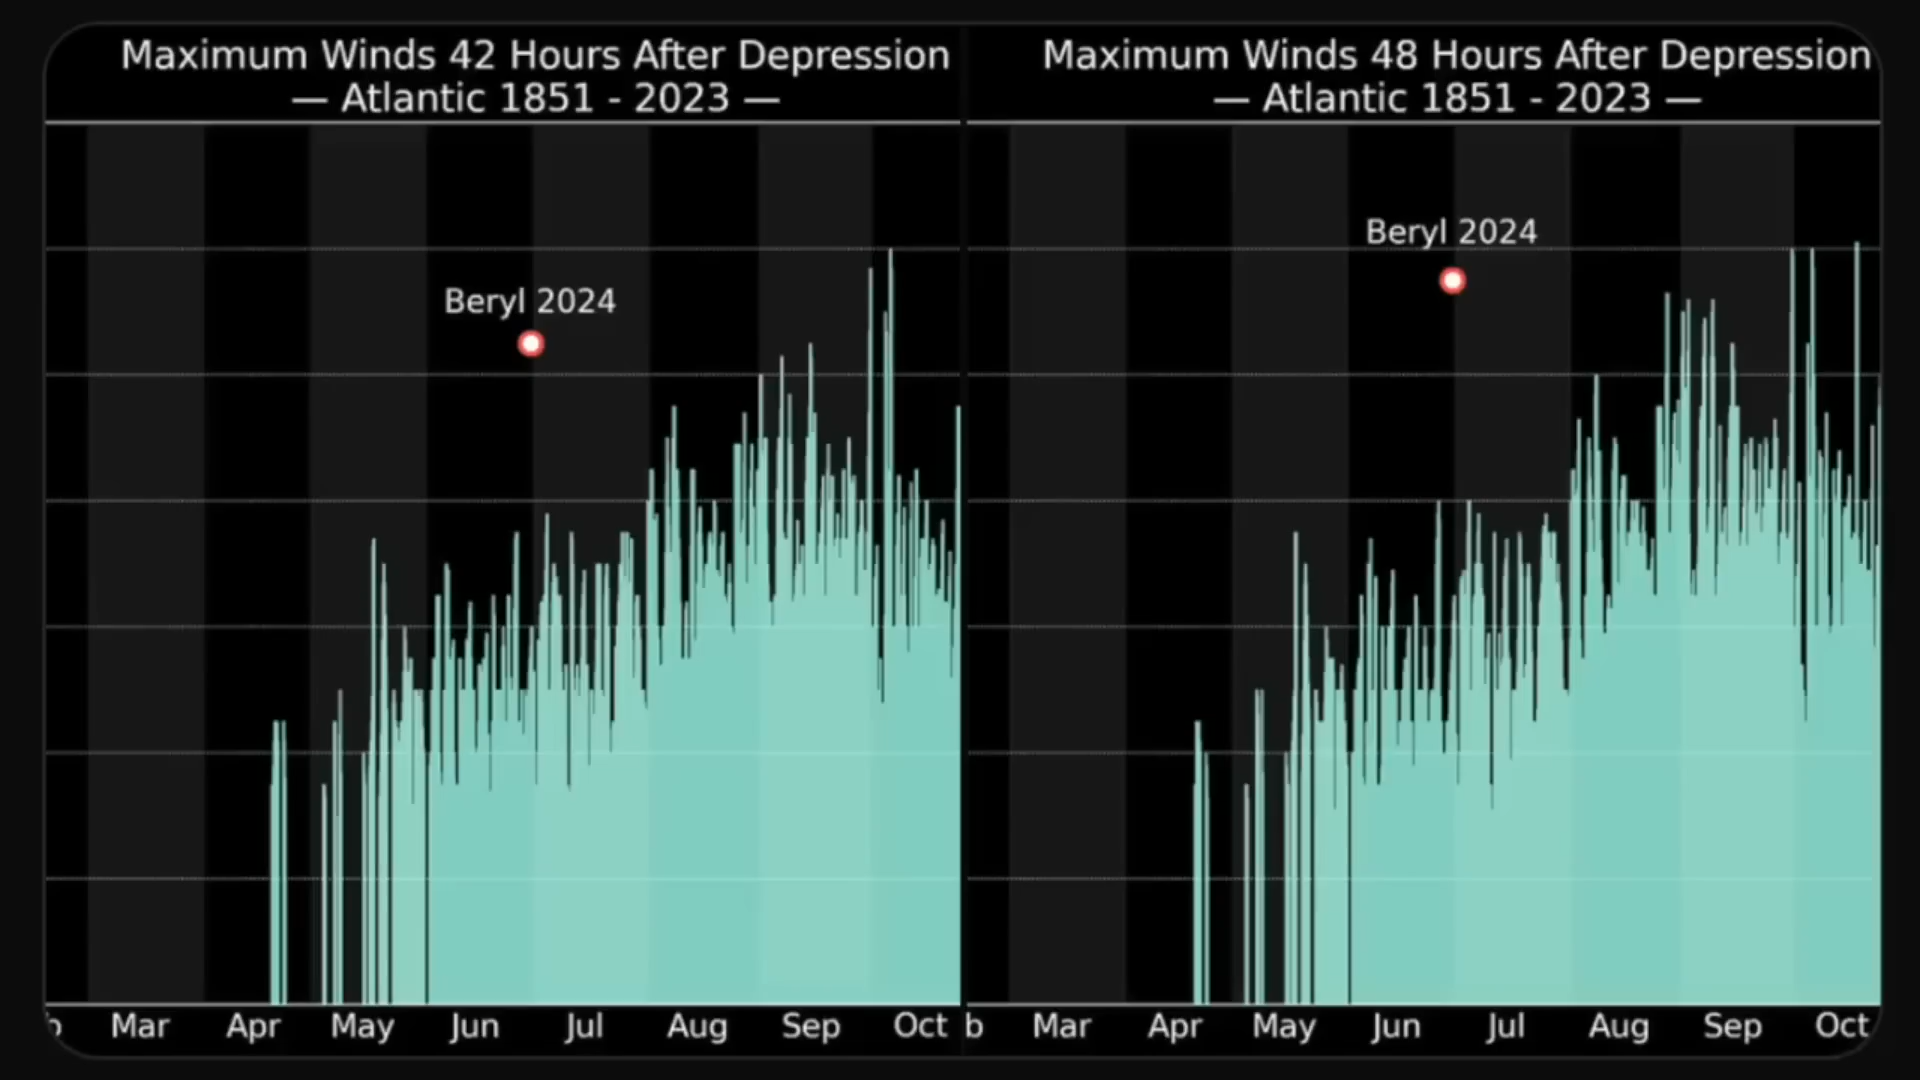 Maximum Winds 42 Hours After Depression
— Atlantic 1851 - 2023 —
Beryl 2024
Mar Apr May Jun Jul Aug Sep Oct
Maximum Winds 48 Hours After Depression
— Atlantic 1851 - 2023 —
Beryl 2024
b Mar Apr May Jun Jul Aug Sep Oct